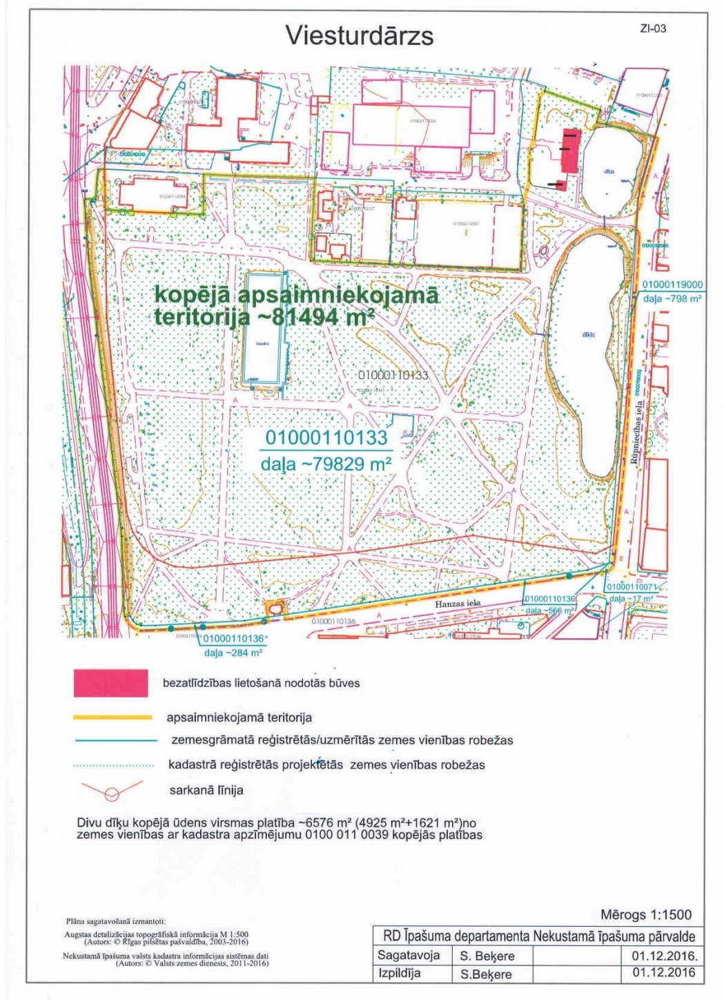 Viesturdārzs
ZI-03
kopējā apsaimniekojamā
teritorija ~81494 m²
dīķis
dīķis
01000119000
daļa ~798 m²
01000112057
01000110133
01000110133
daļa ~79829 m²
Rūpniecības iela
Hanzas iela
01000110071
daļa ~17 m²
01000110136
daļa ~566 m²
01000110136
01000110136*
daļa ~284 m²
bezatlīdzības lietošanā nodotās būves
apsaimniekojamā teritorija
zemesgrāmatā reģistrētās/uzmērītās zemes vienības robežas
kadastrā reģistrētās projektētās zemes vienības robežas
sarkanā līnija
Divu dīķu kopējā ūdens virsmas platība ~6576 m² (4925 m²+1621 m²)no
zemes vienības ar kadastra apzīmējumu 0100 011 0039 kopējās platības
Plāna sagatavošanā izmantoti:
Augstas detalizācijas topogrāfiskā informācija M 1:500
(Autors: © Rīgas pilsētas pašvaldība, 2003-2016)
Nekustamā īpašuma valsts kadastra informācijas sistēmas dati
(Autors: © Valsts zemes dienests, 2011-2016)
Mērogs 1:1500
RD Īpašuma departamenta Nekustamā īpašuma pārvalde
Sagatavoja S. Beķere 01.12.2016.
Izpildīja S.Beķere 01.12.2016